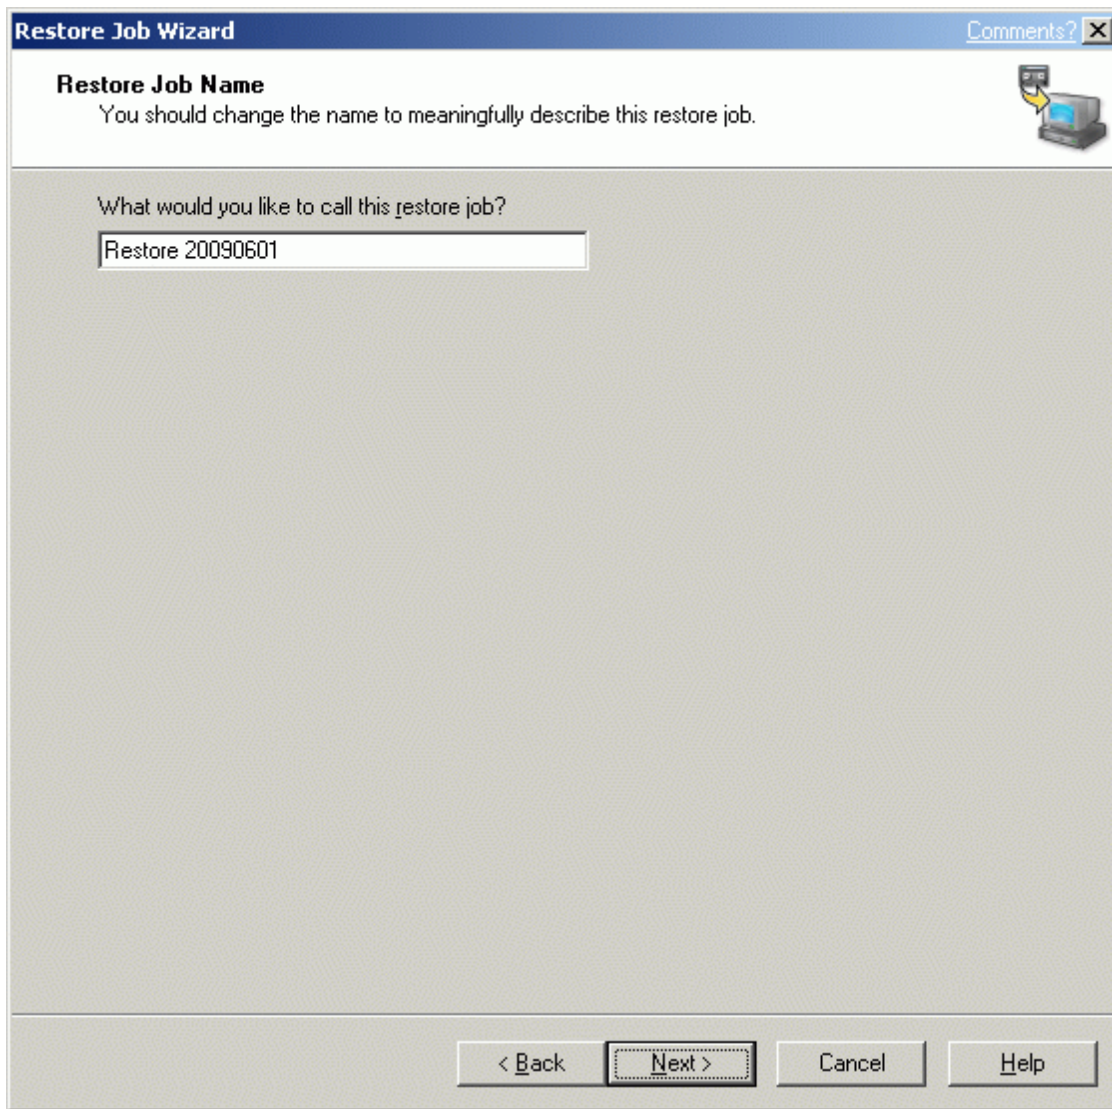 Restore Job Wizard Comments?
Restore Job Name
You should change the name to meaningfully describe this restore job.
What would you like to call this restore job?
Restore 20090601
< Back Next > Cancel Help